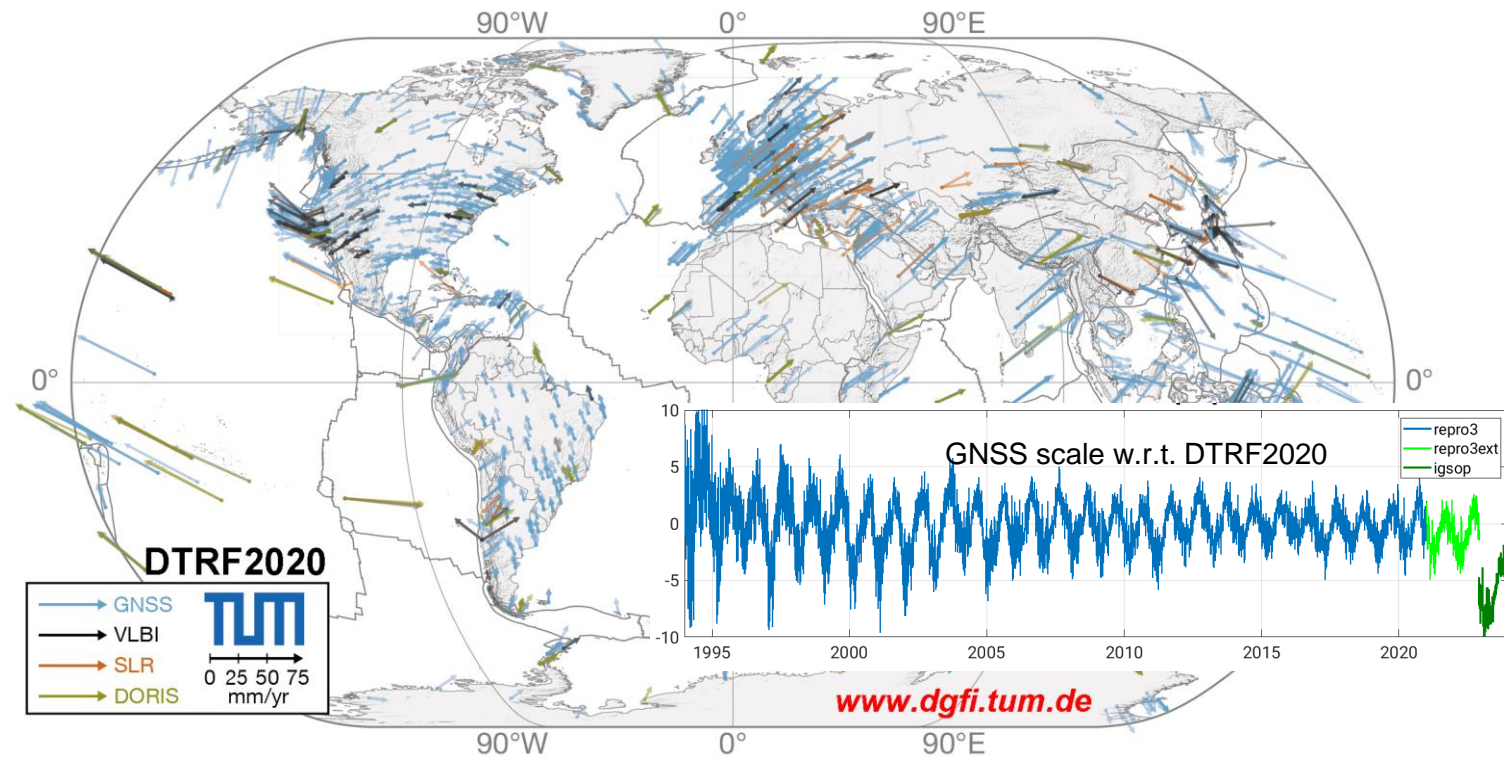 90°W 0° 90°E
0° 0°
10
5
0
-5
-10
GNSS scale w.r.t. DTRF2020
repro3
repro3ext
igsop
1995 2000 2005 2010 2015 2020
DTRF2020
GNSS
VLBI
SLR
DORIS
TUM
0 25 50 75
mm/yr
www.dgfi.tum.de
90°W 0° 90°E